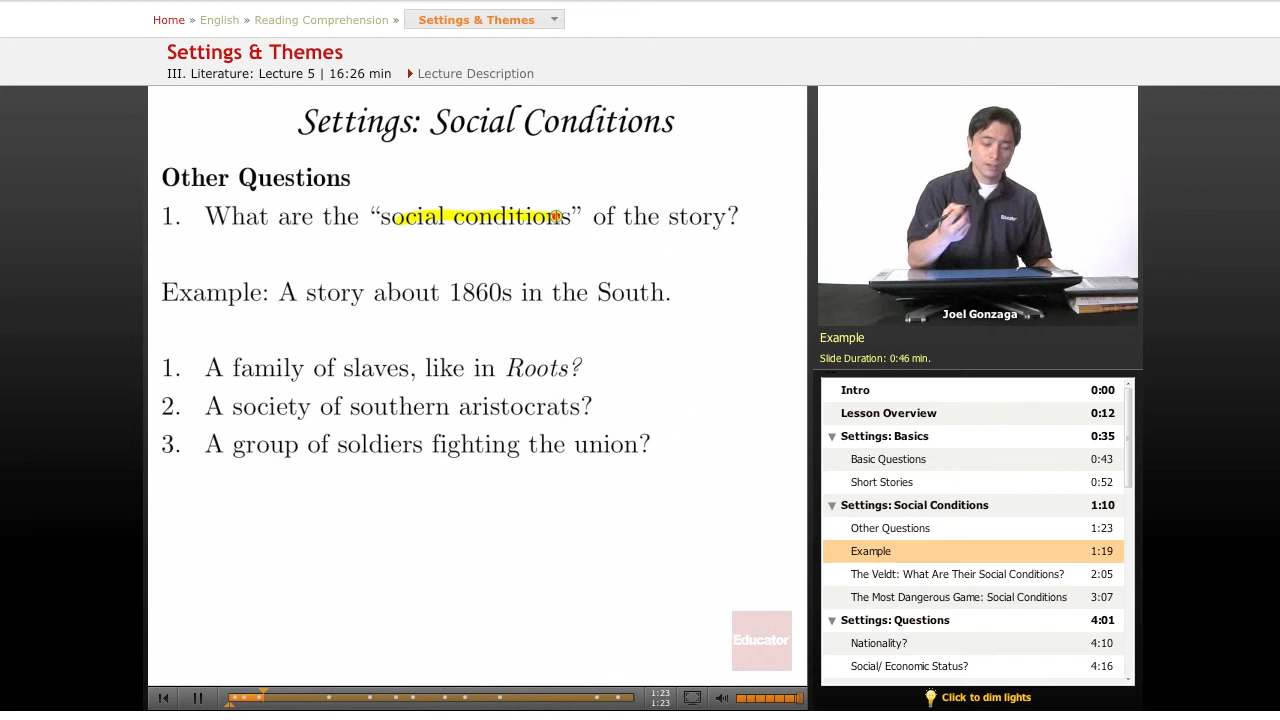 Home » English » Reading Comprehension » Settings & Themes
Settings & Themes
III. Literature: Lecture 5 | 16:26 min Lecture Description
Settings: Social Conditions
Other Questions
1. What are the “social conditions” of the story?
Example: A story about 1860s in the South.
1. A family of slaves, like in Roots?
2. A society of southern aristocrats?
3. A group of soldiers fighting the union?
Educator
1:23
1:23
Educator
Joel Gonzaga
Example
Slide Duration: 0:46 min.
Intro 0:00
Lesson Overview 0:12
Settings: Basics 0:35
Basic Questions 0:43
Short Stories 0:52
Settings: Social Conditions 1:10
Other Questions 1:23
Example 1:19
The Veldt: What Are Their Social Conditions? 2:05
The Most Dangerous Game: Social Conditions 3:07
Settings: Questions 4:01
Nationality? 4:10
Social/ Economic Status? 4:16
Click to dim lights